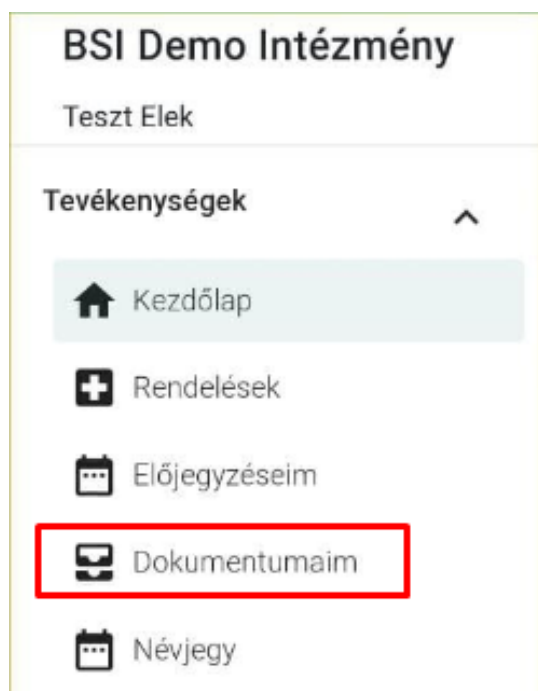 BSI Demo Intézmény
Teszt Elek
Tevékenységek
Kezdőlap
Rendelések
Előjegyzéseim
Dokumentumaim
Névjegy